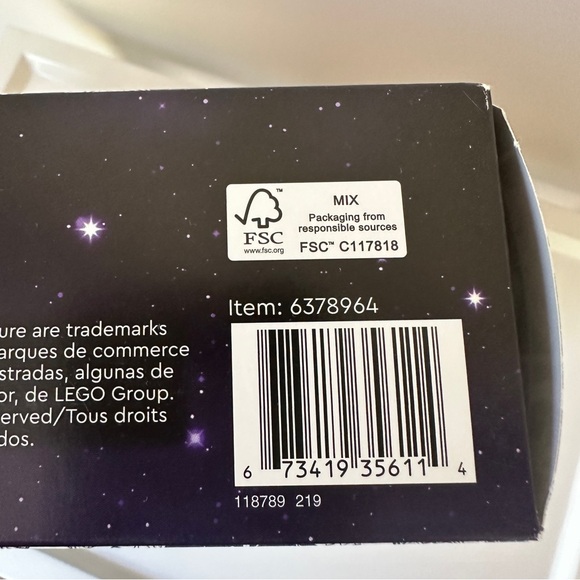 FSC™
www.fsc.org
MIX
Packaging from
responsible sources
FSC™ C117818
Item: 6378964
ure are trademarks
arques de commerce
stradas, algunas de
or, de LEGO Group.
erved/Tous droits
dos.
6 73419 35611 4
118789 219